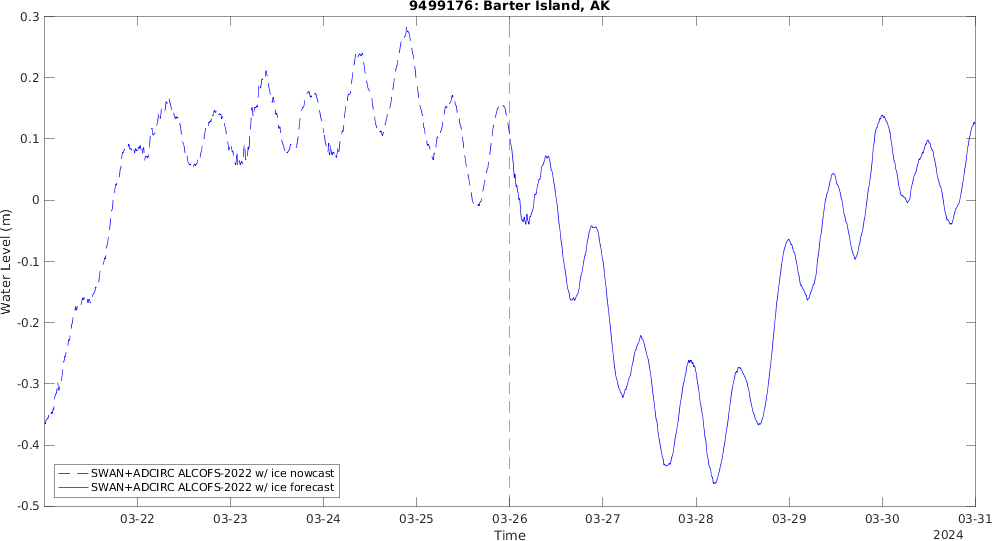 9499176: Barter Island, AK
0.3
0.2
0.1
0
-0.1
-0.2
-0.3
-0.4
-0.5
Water Level (m)
SWAN+ADCIRC ALCOFS-2022 w/ ice nowcast
SWAN+ADCIRC ALCOFS-2022 w/ ice forecast
03-22 03-23 03-24 03-25 03-26 03-27 03-28 03-29 03-30 03-31
Time
2024